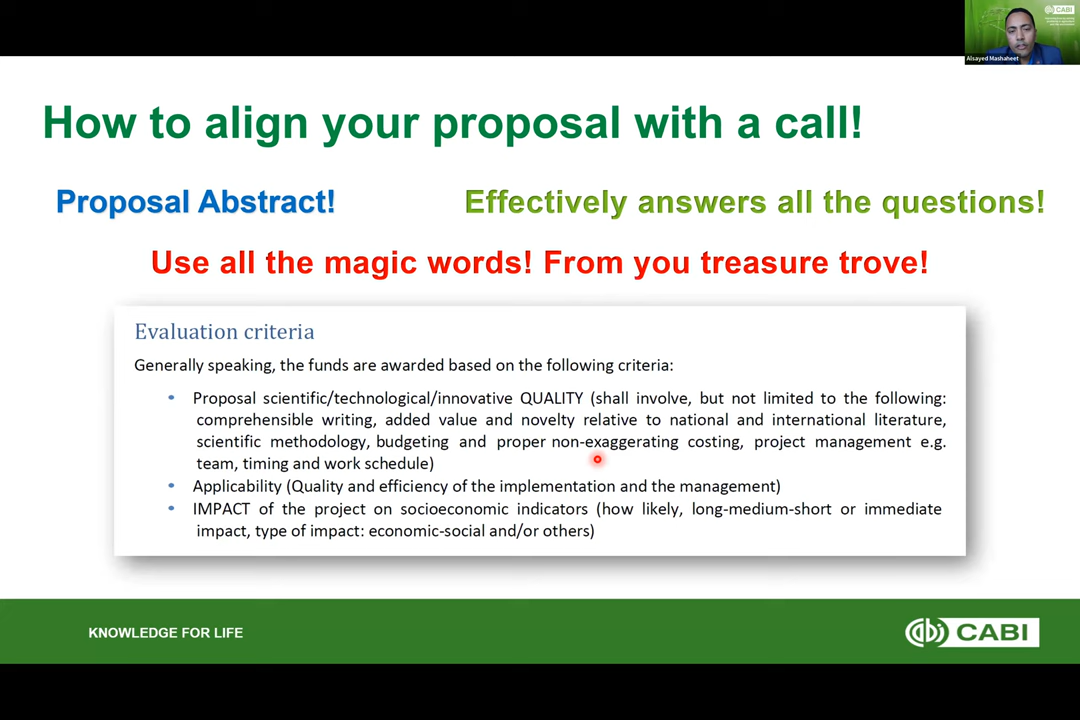 CABI
Alsayed Mashaheet
How to align your proposal with a call!
Proposal Abstract!
Effectively answers all the questions!
Use all the magic words! From you treasure trove!
Evaluation criteria
Generally speaking, the funds are awarded based on the following criteria:
• Proposal scientific/technological/innovative QUALITY (shall involve, but not limited to the following:
comprehensible writing, added value and novelty relative to national and international literature,
scientific methodology, budgeting and proper non-exaggerating costing, project management e.g.
team, timing and work schedule)
• Applicability (Quality and efficiency of the implementation and the management)
• IMPACT of the project on socioeconomic indicators (how likely, long-medium-short or immediate
impact, type of impact: economic-social and/or others)
KNOWLEDGE FOR LIFE
CABI